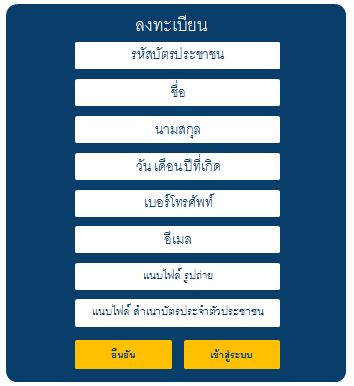 ลงทะเบียน
รหัสบัตรประชาชน
ชื่อ
นามสกุล
วัน เดือน ปีที่เกิด
เบอร์โทรศัพท์
อีเมล
แนบไฟล์ รูปถ่าย
แนบไฟล์ สำเนาบัตรประจำตัวประชาชน
ยืนยัน
เข้าสู่ระบบ